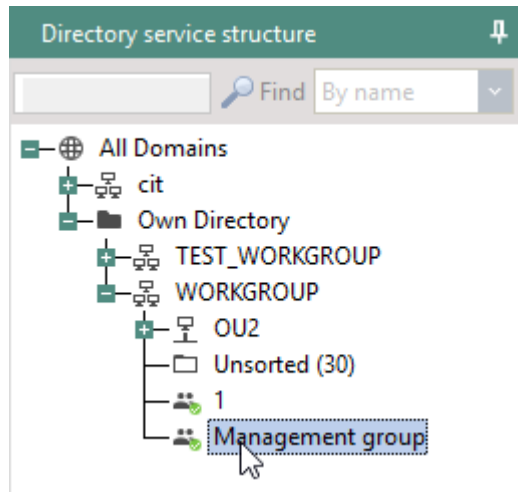 Directory service structure
Find By name
All Domains
cit
Own Directory
TEST_WORKGROUP
WORKGROUP
OU2
Unsorted (30)
1
Management group